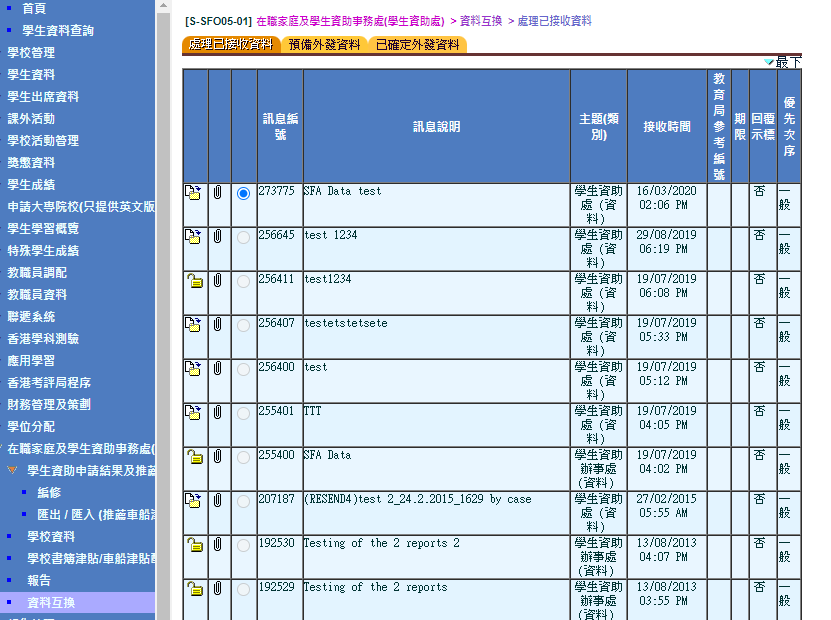 首頁
學生資料查詢
學校管理
學生資料
學生出席資料
課外活動
學校活動管理
獎懲資料
學生成績
申請大專院校(只提供英文版
學生學習概覽
特殊學生成績
教職員調配
教職員資料
聯遞系統
香港學科測驗
應用學習
香港考評局程序
財務管理及策劃
學位分配
在職家庭及學生資助事務處(
學生資助申請結果及推薦
編修
匯出 / 匯入 (推薦車船津
學校資料
學校書簿津貼/車船津貼
報告
資料互換
[S-SFO05-01] 在職家庭及學生資助事務處(學生資助處) > 資料互換 > 處理已接收資料
處理已接收資料 預備外發資料 已確定外發資料
最下
訊息編號 訊息說明 主題(類別) 接收時間 教育局參考編號 期限 回覆示標 優先次序
273775 SFA Data test 學生資助處 (資料) 16/03/2020 02:06 PM 否 一般
256645 test 1234 學生資助處 (資料) 29/08/2019 06:19 PM 否 一般
256411 test1234 學生資助處 (資料) 19/07/2019 06:08 PM 否 一般
256407 testetstetsete 學生資助處 (資料) 19/07/2019 05:33 PM 否 一般
256400 test 學生資助處 (資料) 19/07/2019 05:12 PM 否 一般
255401 TTT 學生資助處 (資料) 19/07/2019 04:05 PM 否 一般
255400 SFA Data 學生資助辦事處 (資料) 19/07/2019 04:02 PM 否 一般
207187 (RESEND4)test 2_24.2.2015_1629 by case 學生資助處 (資料) 27/02/2015 05:55 AM 否 一般
192530 Testing of the 2 reports 2 學生資助辦事處 (資料) 13/08/2013 04:07 PM 否 一般
192529 Testing of the 2 reports 學生資助辦事處 (資料) 13/08/2013 03:55 PM 否 一般